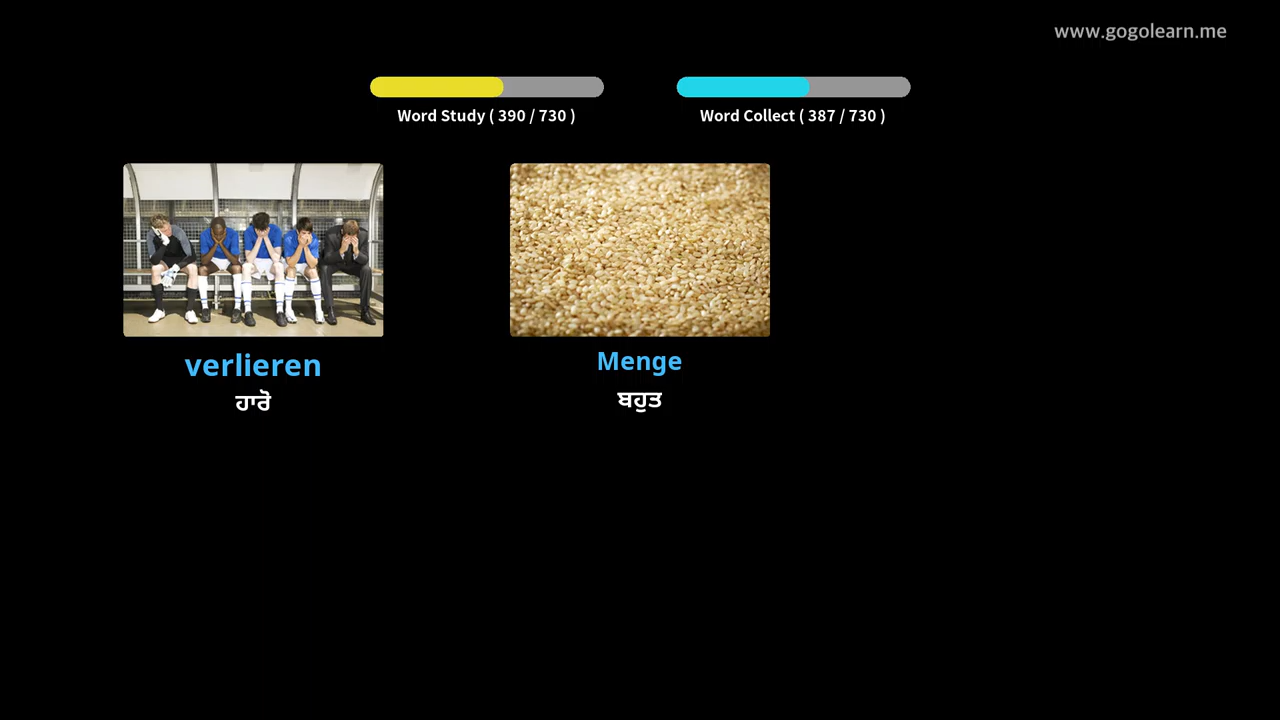 www.gogolearn.me
Word Study ( 390 / 730 )
Word Collect ( 387 / 730 )
verlieren
ਹਾਰੋ
Menge
ਬਹੁਤ